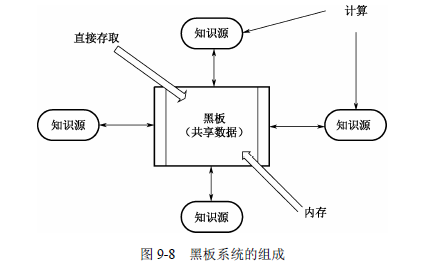 计算
知识源
直接存取
知识源
黑板
（共享数据）
知识源
知识源
内存
图 9-8 黑板系统的组成